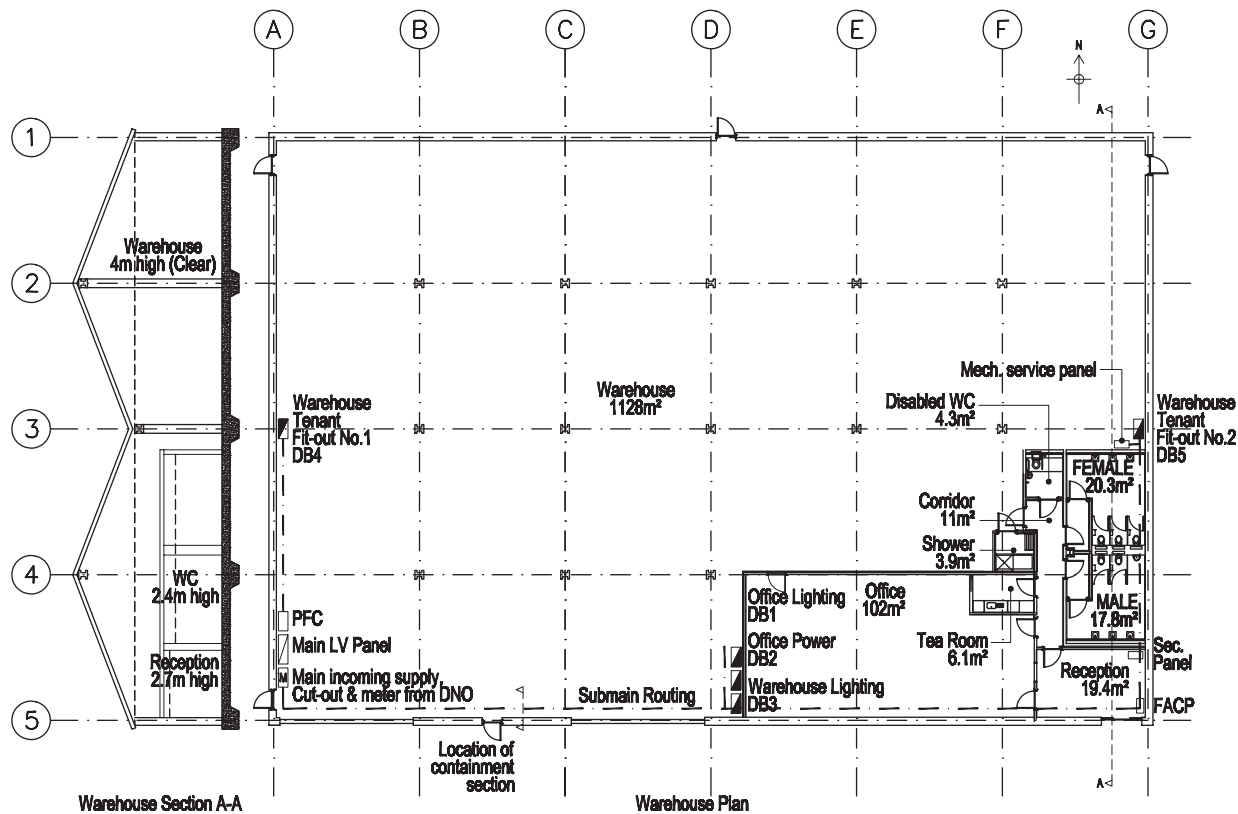 A
B
C
D
E
F
G
N
A
A
1
2
3
4
5
Warehouse
4m high (Clear)
WC
2.4m high
Reception
2.7m high
Warehouse
Tenant
Fit-out No.1
DB4
PFC
Main LV Panel
M
Main incoming supply,
Cut-out & meter from DNO
Warehouse
1128m²
Mech. service panel
Disabled WC
4.3m²
Warehouse
Tenant
Fit-out No.2
DB5
FEMALE
20.3m²
Corridor
11m²
Shower
3.9m²
Office Lighting
DB1
Office
102m²
Office Power
DB2
Warehouse Lighting
DB3
Tea Room
6.1m²
MALE
17.8m²
Sec.
Panel
Reception
19.4m²
FACP
Submain Routing
Location of
containment
section
Warehouse Section A-A
Warehouse Plan